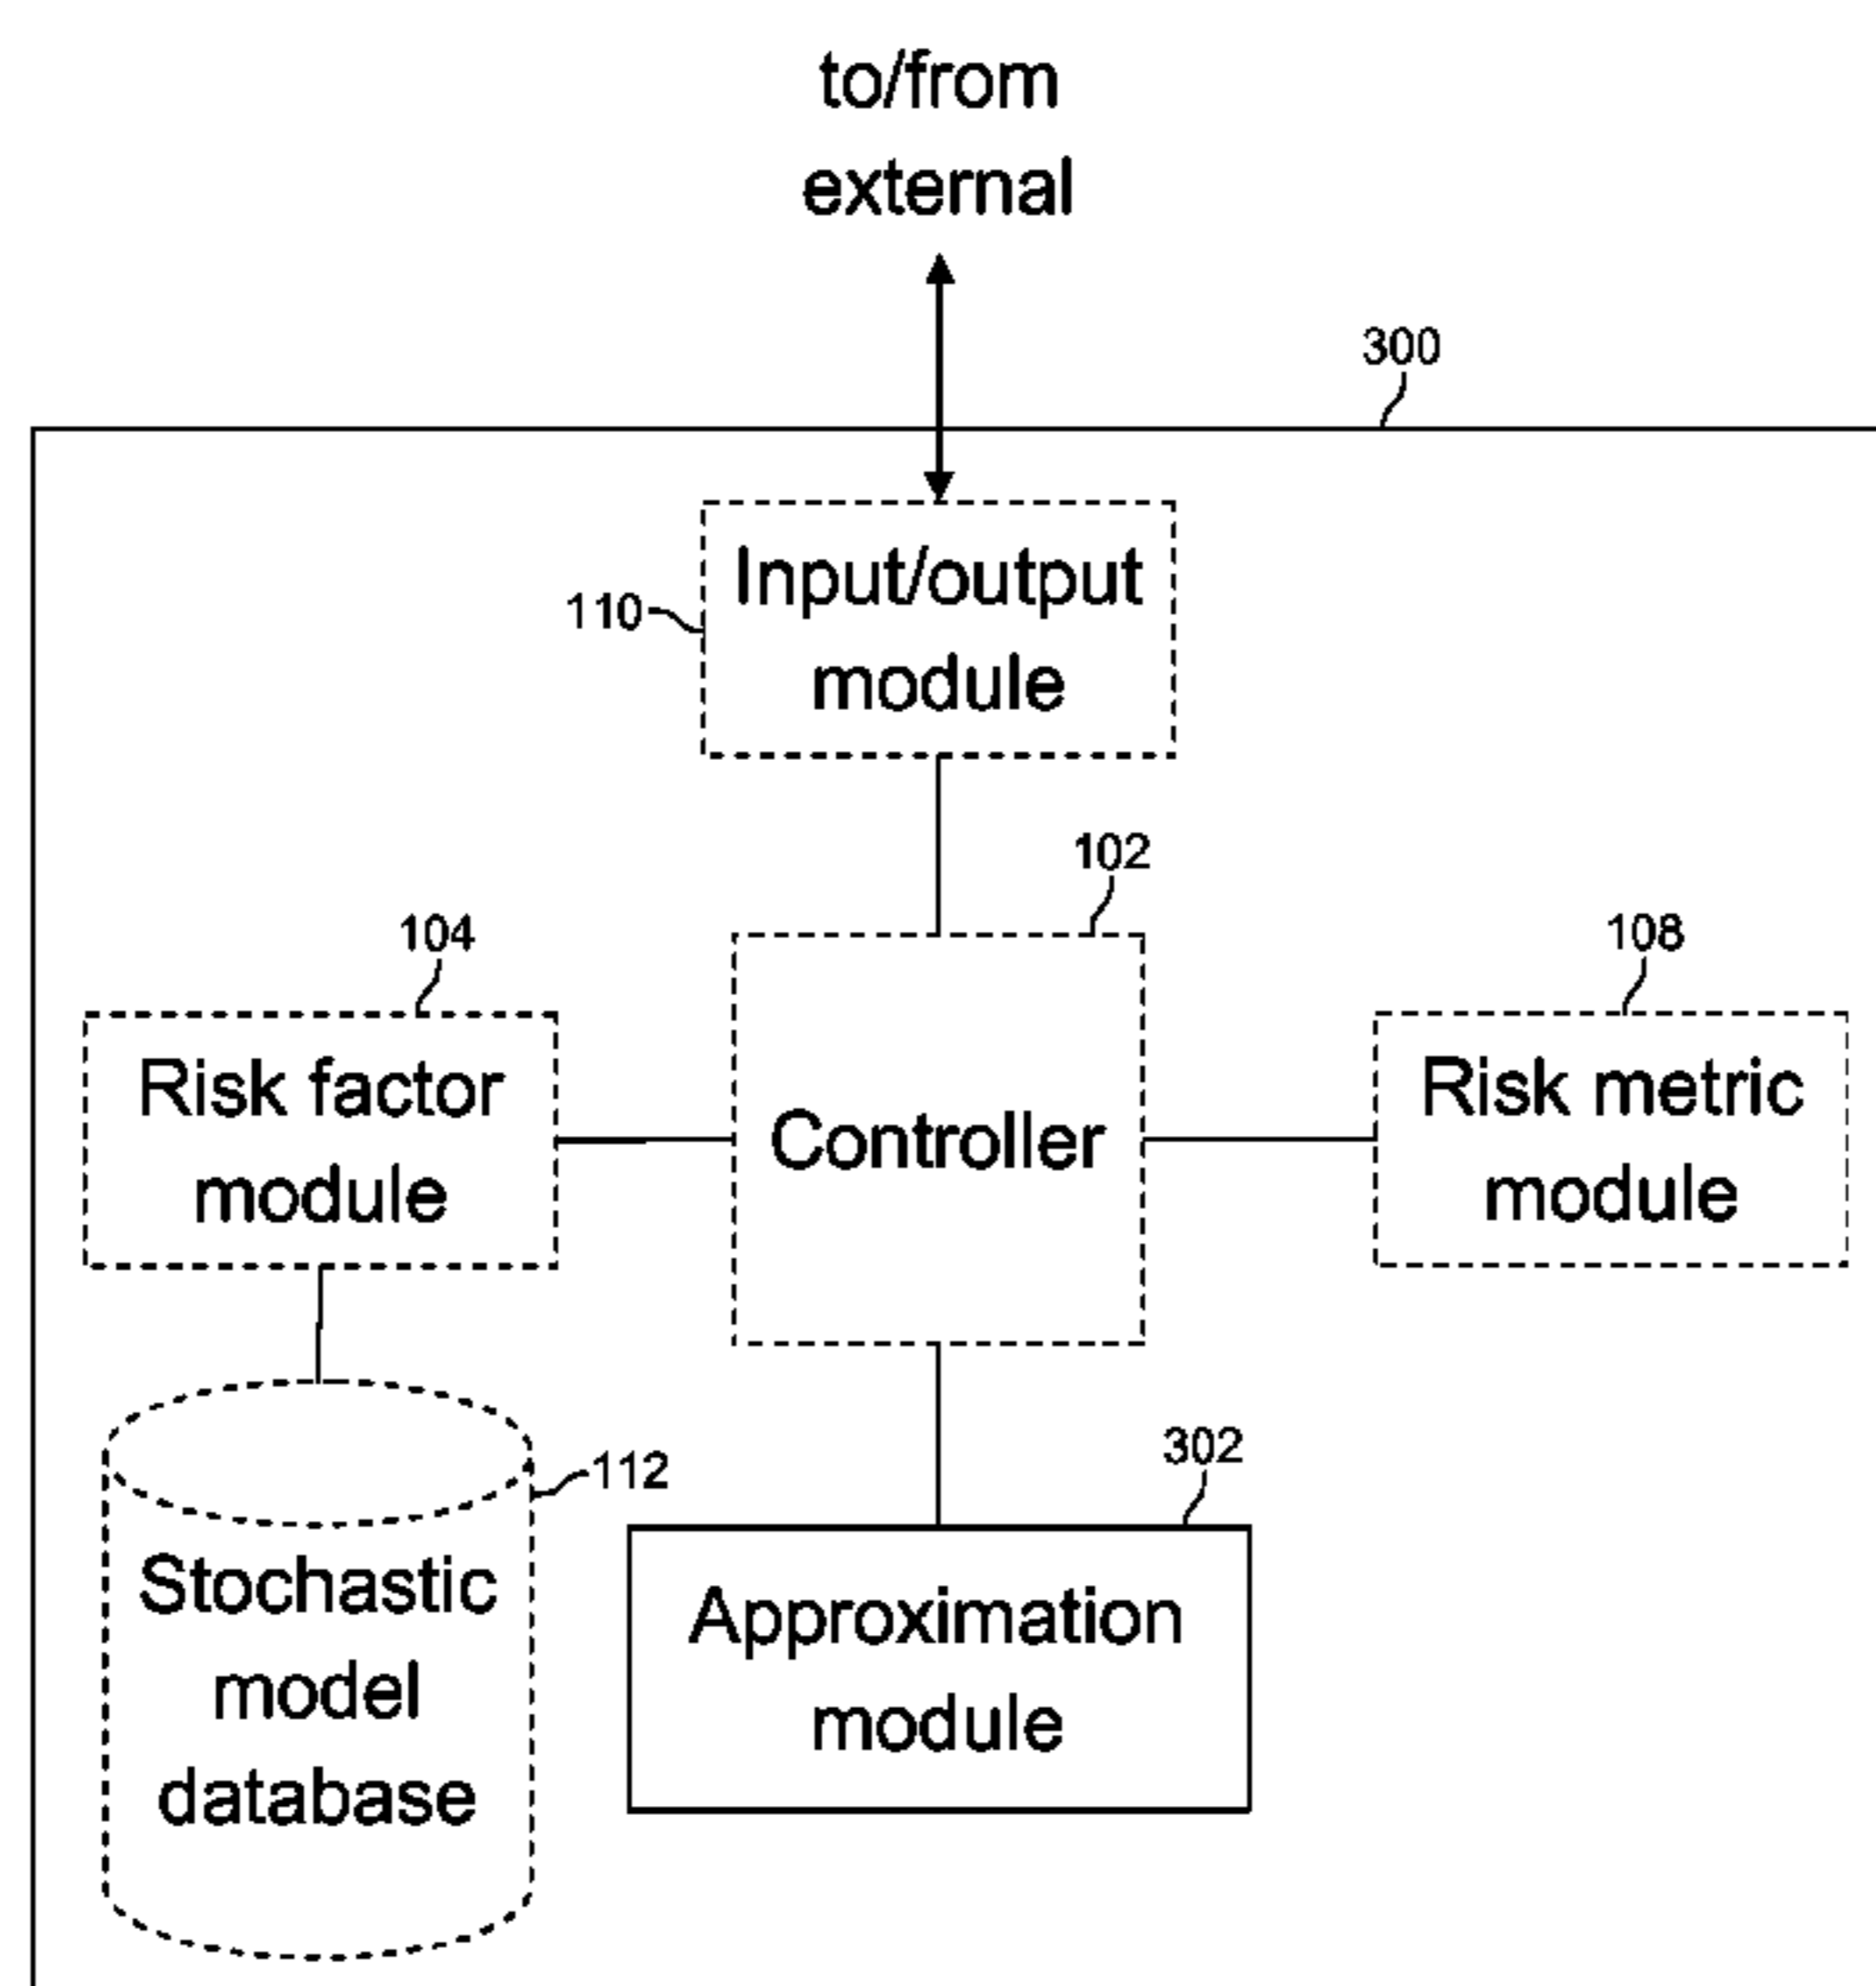 to/from
external
300
110
Input/output
module
102
104
108
Risk factor
module
Controller
Risk metric
module
112
302
Stochastic
model
database
Approximation
module